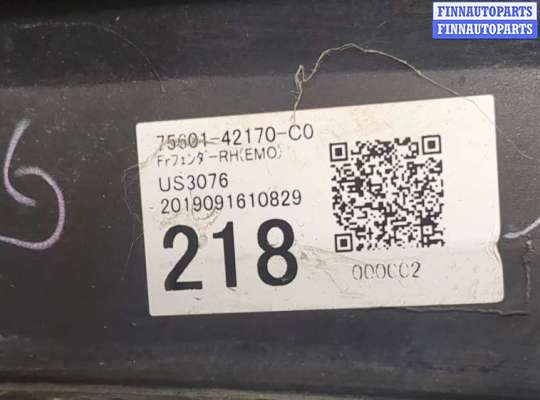 FINNAUTOPARTS
FINNAUTOPARTS
75601-42170-C0
Frフェンダ-RH(EMO)
US3076
2019091610829
218
000002